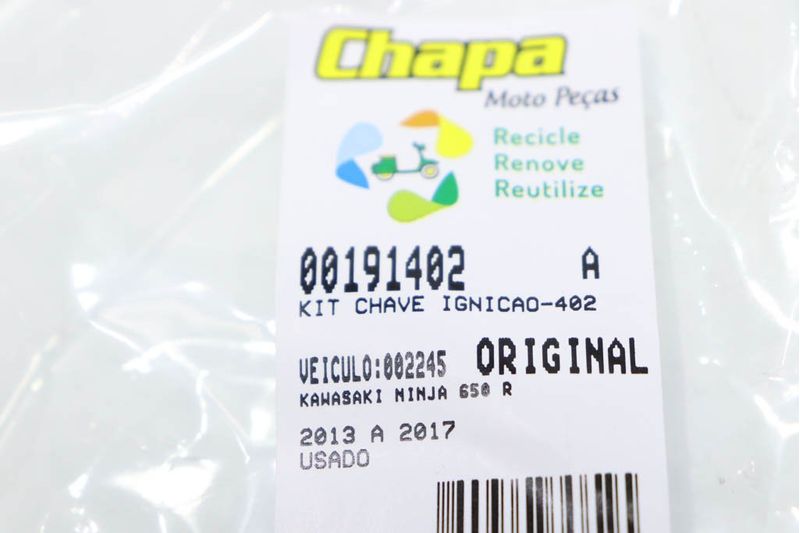 Chapa
Moto Peças
Recicle
Renove
Reutilize
00191402 A
KIT CHAVE IGNICAO-402
VEICULO:002245 ORIGINAL
KAWASAKI NINJA 650 R
2013 A 2017
USADO